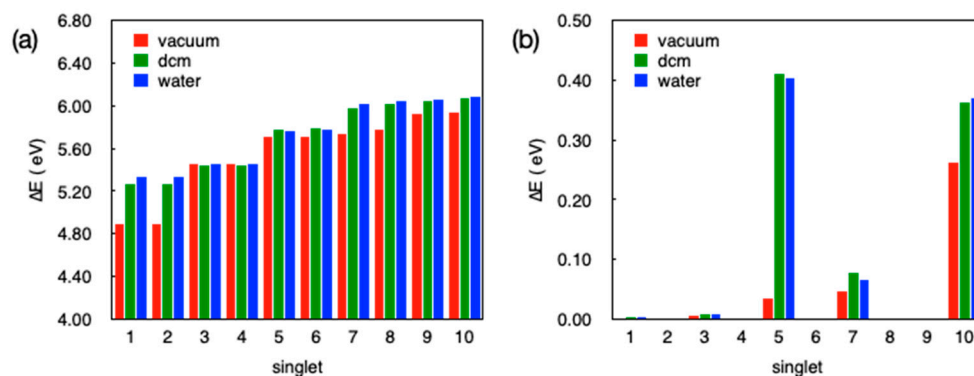 (a)
6.80
6.40
6.00
5.60
5.20
4.80
4.40
4.00
ΔE ( eV)
vacuum
dcm
water
1 2 3 4 5 6 7 8 9 10
singlet
(b)
0.50
0.40
0.30
0.20
0.10
0.00
ΔE ( eV)
vacuum
dcm
water
1 2 3 4 5 6 7 8 9 10
singlet